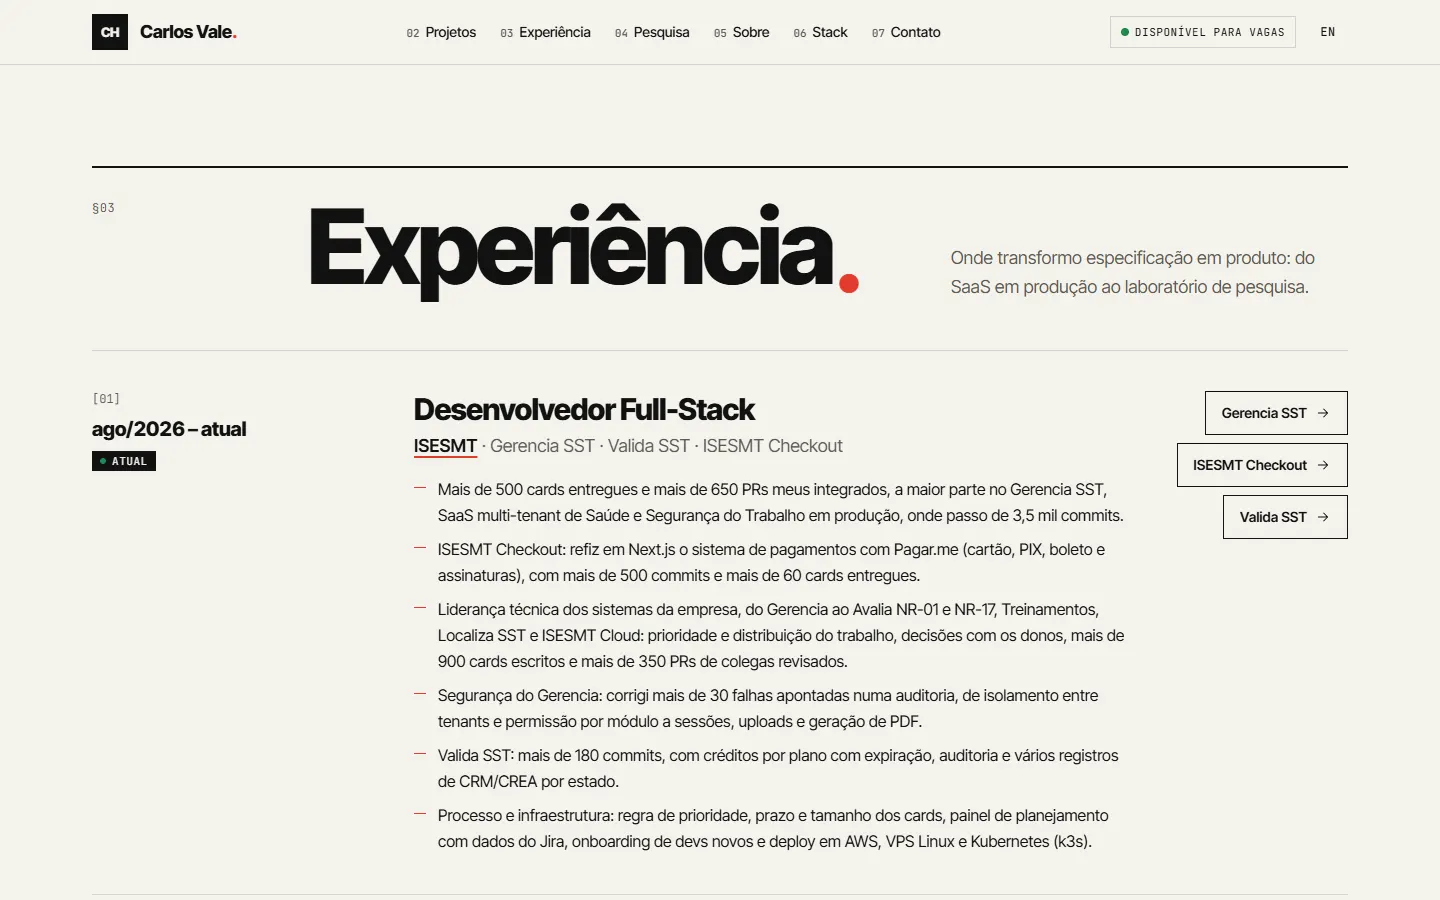 CH Carlos Vale.
02 Projetos 03 Experiência 04 Pesquisa 05 Sobre 06 Stack 07 Contato
DISPONÍVEL PARA VAGAS EN
§03
Experiência.
Onde transformo especificação em produto: do
SaaS em produção ao laboratório de pesquisa.
[01]
ago/2026 – atual
ATUAL
Desenvolvedor Full-Stack
ISESMT · Gerencia SST · Valida SST · ISESMT Checkout
— Mais de 500 cards entregues e mais de 650 PRs meus integrados, a maior parte no Gerencia SST,
SaaS multi-tenant de Saúde e Segurança do Trabalho em produção, onde passo de 3,5 mil commits.
— ISESMT Checkout: refiz em Next.js o sistema de pagamentos com Pagar.me (cartão, PIX, boleto e
assinaturas), com mais de 500 commits e mais de 60 cards entregues.
— Liderança técnica dos sistemas da empresa, do Gerencia ao Avalia NR-01 e NR-17, Treinamentos,
Localiza SST e ISESMT Cloud: prioridade e distribuição do trabalho, decisões com os donos, mais de
900 cards escritos e mais de 350 PRs de colegas revisados.
— Segurança do Gerencia: corrigi mais de 30 falhas apontadas numa auditoria, de isolamento entre
tenants e permissão por módulo a sessões, uploads e geração de PDF.
— Valida SST: mais de 180 commits, com créditos por plano com expiração, auditoria e vários registros
de CRM/CREA por estado.
— Processo e infraestrutura: regra de prioridade, prazo e tamanho dos cards, painel de planejamento
com dados do Jira, onboarding de devs novos e deploy em AWS, VPS Linux e Kubernetes (k3s).
Gerencia SST →
ISESMT Checkout →
Valida SST →